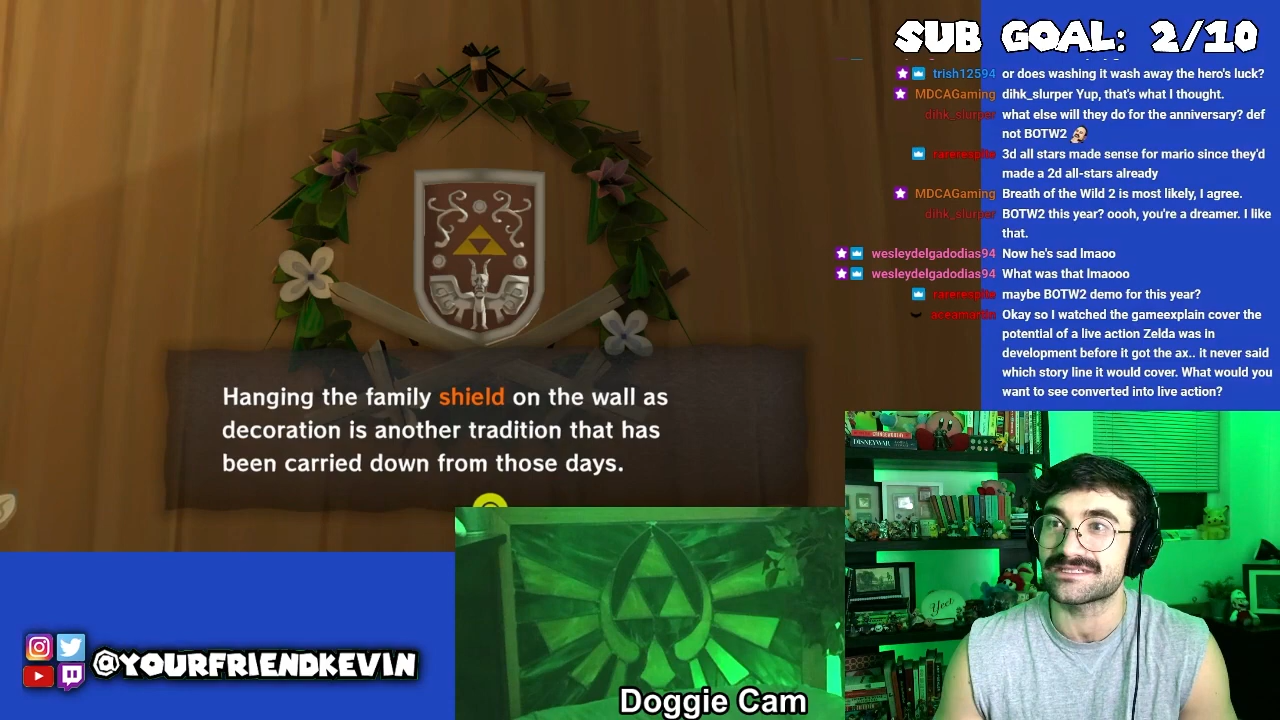 SUB GOAL: 2/10
trish12594 or does washing it wash away the hero's luck?
MDCAGaming dihk_slurper Yup, that's what I thought.
dihk_slurper what else will they do for the anniversary? def
not BOTW2
rarerespite 3d all stars made sense for mario since they'd
made a 2d all-stars already
MDCAGaming Breath of the Wild 2 is most likely, I agree.
dihk_slurper BOTW2 this year? oooh, you're a dreamer. I like
that.
wesleydelgadodias94 Now he's sad lmaoo
wesleydelgadodias94 What was that lmaooo
rarerespite maybe BOTW2 demo for this year?
Okay so I watched the gameexplain cover the
potential of a live action Zelda was in
development before it got the ax.. it never said
which story line it would cover. What would you
want to see converted into live action?
Hanging the family shield on the wall as
decoration is another tradition that has
been carried down from those days.
DISNEYWAR
Yeet
@YOURFRIENDKEVIN
Doggie Cam